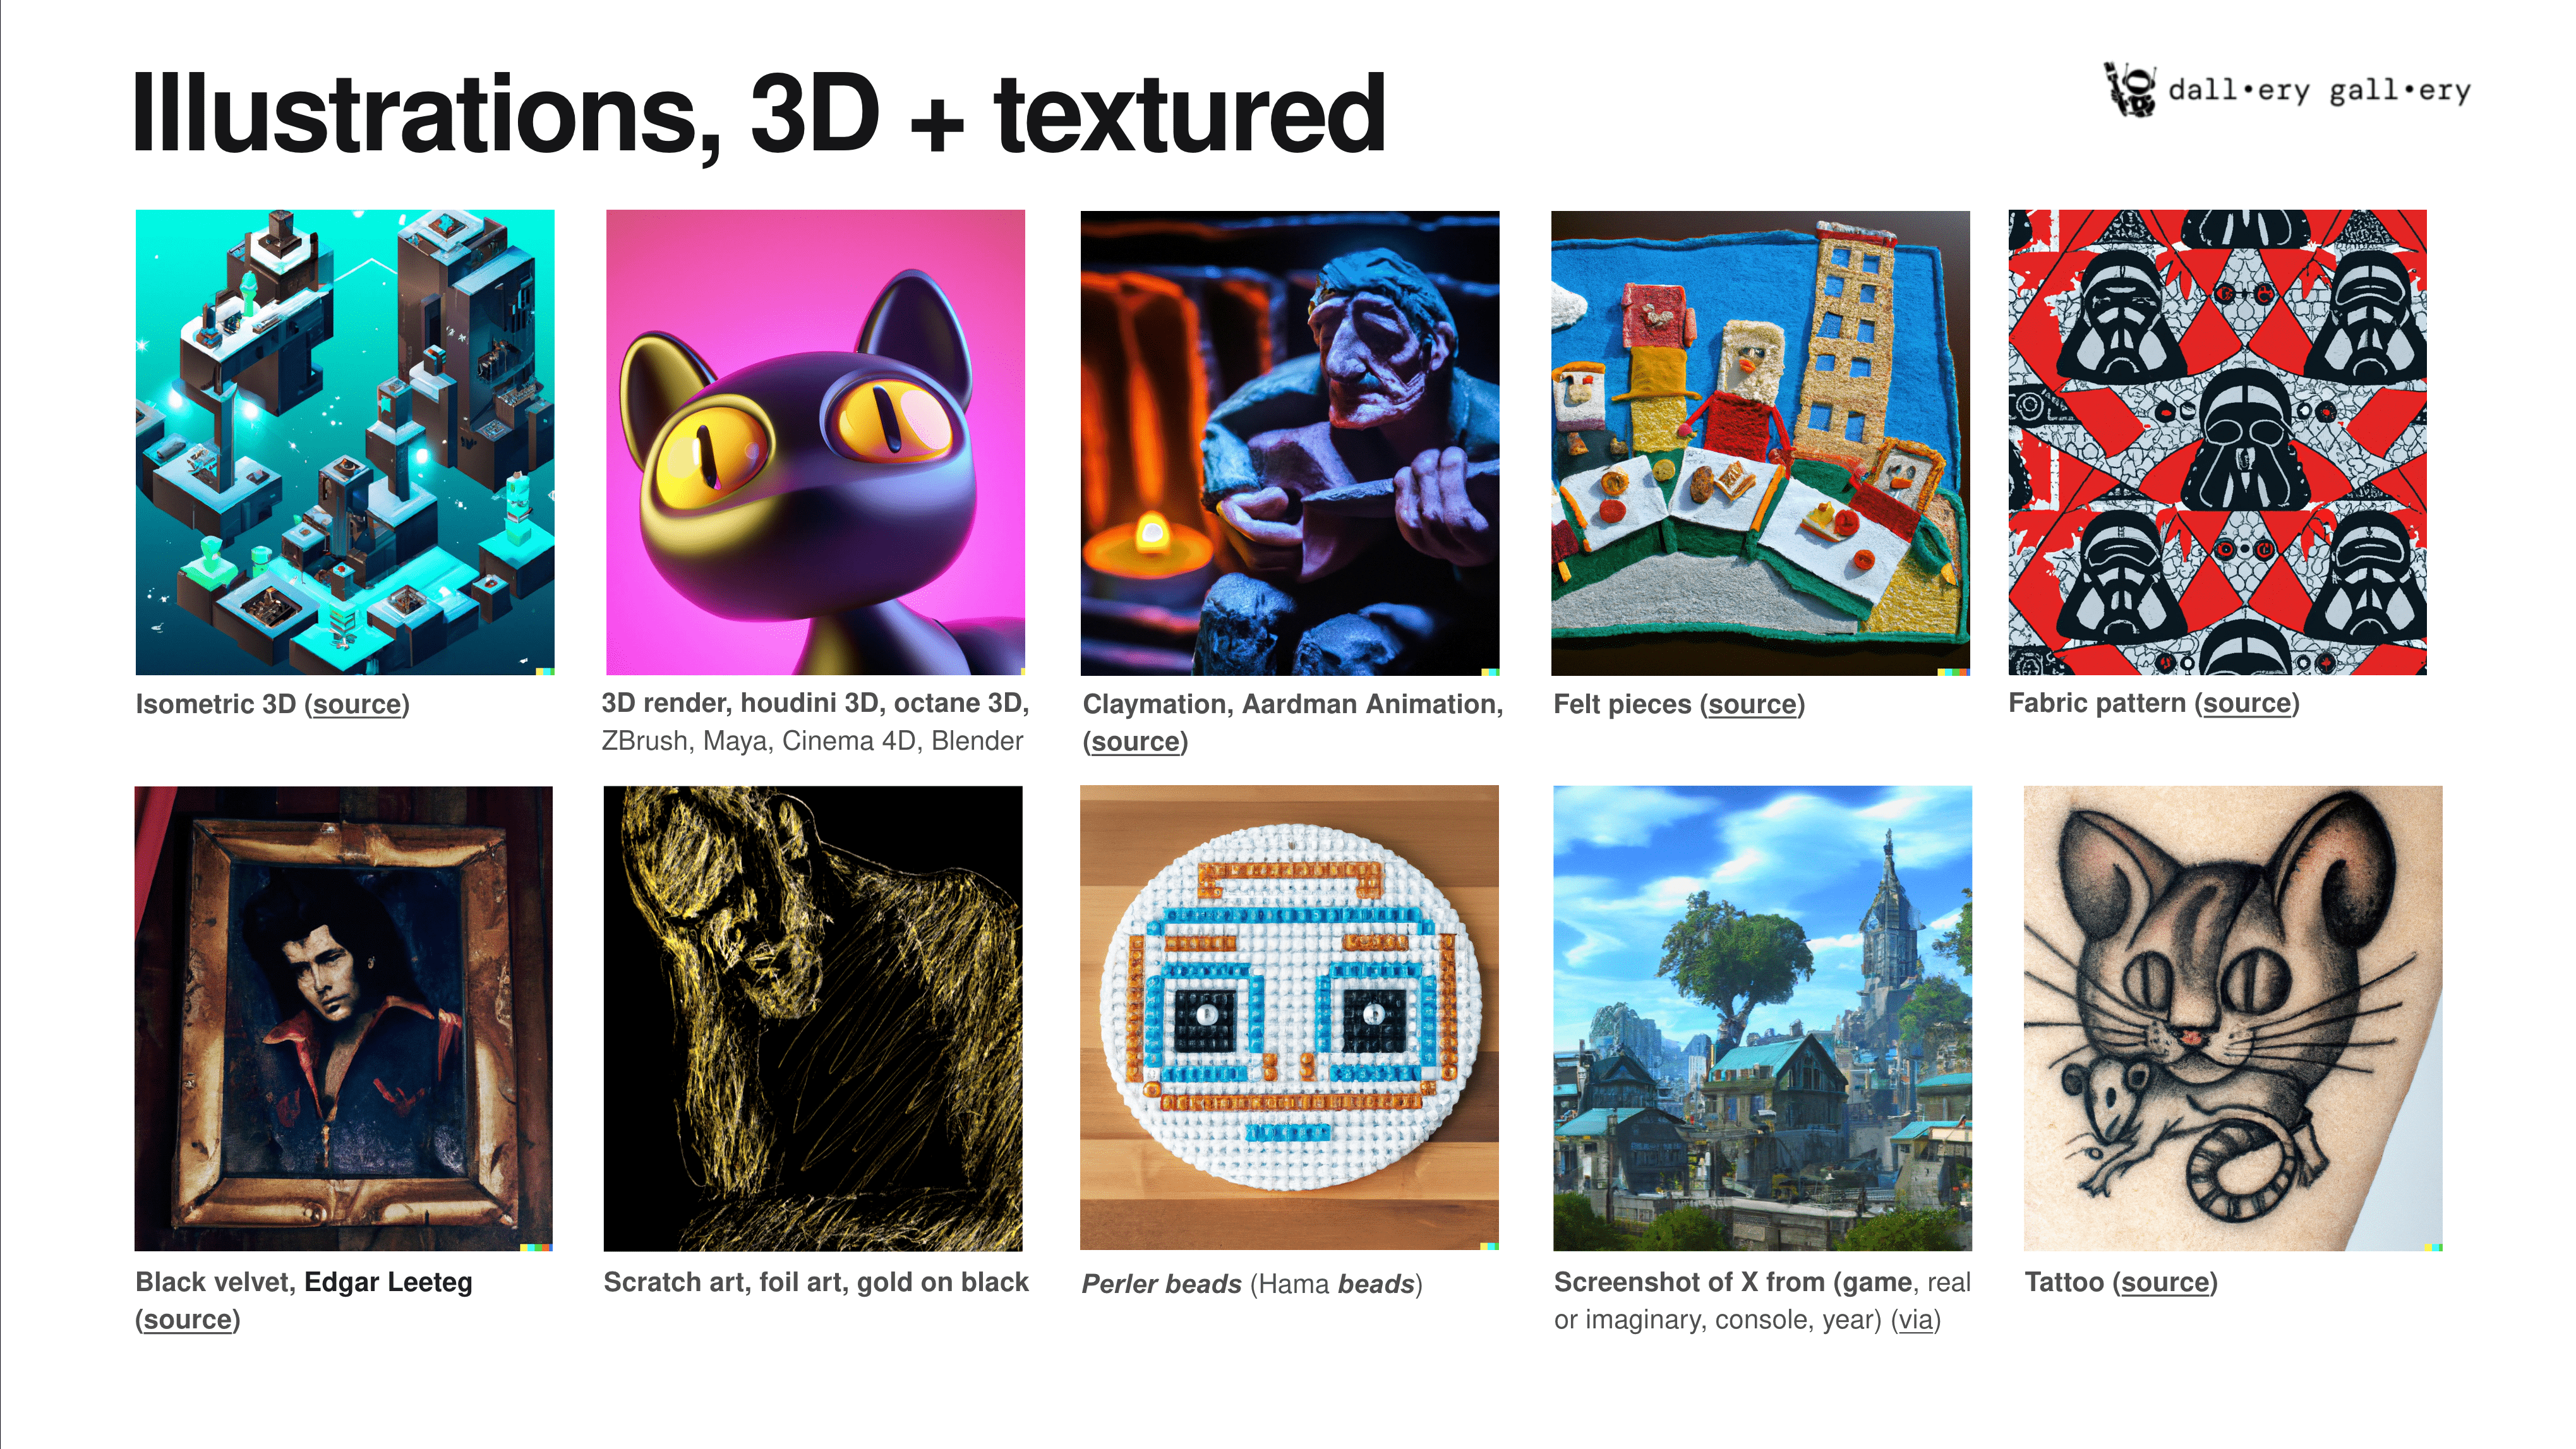 Illustrations, 3D + textured
dall•ery gall•ery
Isometric 3D (source)
3D render, houdini 3D, octane 3D,
ZBrush, Maya, Cinema 4D, Blender
Claymation, Aardman Animation,
(source)
Felt pieces (source)
Fabric pattern (source)
Black velvet, Edgar Leeteg
(source)
Scratch art, foil art, gold on black
Perler beads (Hama beads)
Screenshot of X from (game, real
or imaginary, console, year) (via)
Tattoo (source)